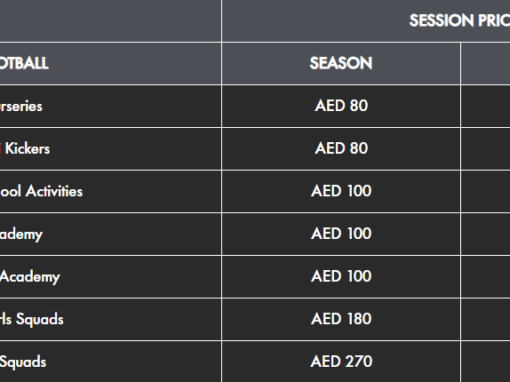 SESSION PRIC
OTBALL SEASON
rseries AED 80
i Kickers AED 80
ool Activities AED 100
ademy AED 100
Academy AED 100
rls Squads AED 180
Squads AED 270